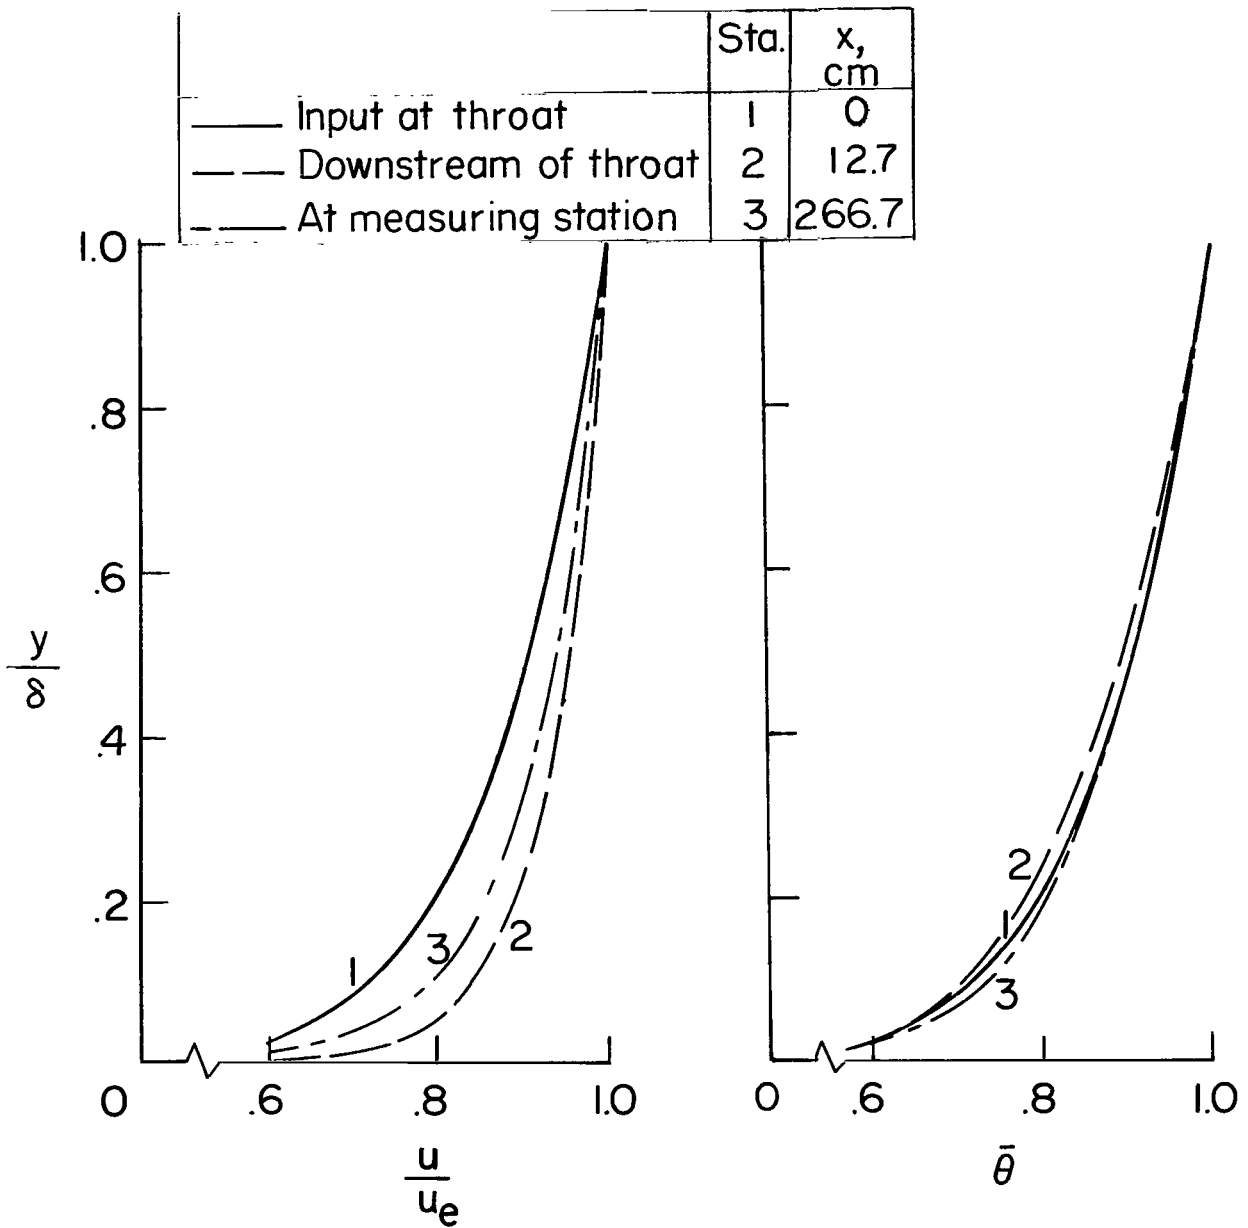 Sta. x, cm
Input at throat 1 0
Downstream of throat 2 12.7
At measuring station 3 266.7
1.0
.8
.6
y/δ
.4
.2
1 3 2
0 .6 .8 1.0
u/u_e
2
1
3
0 .6 .8 1.0
θ̄